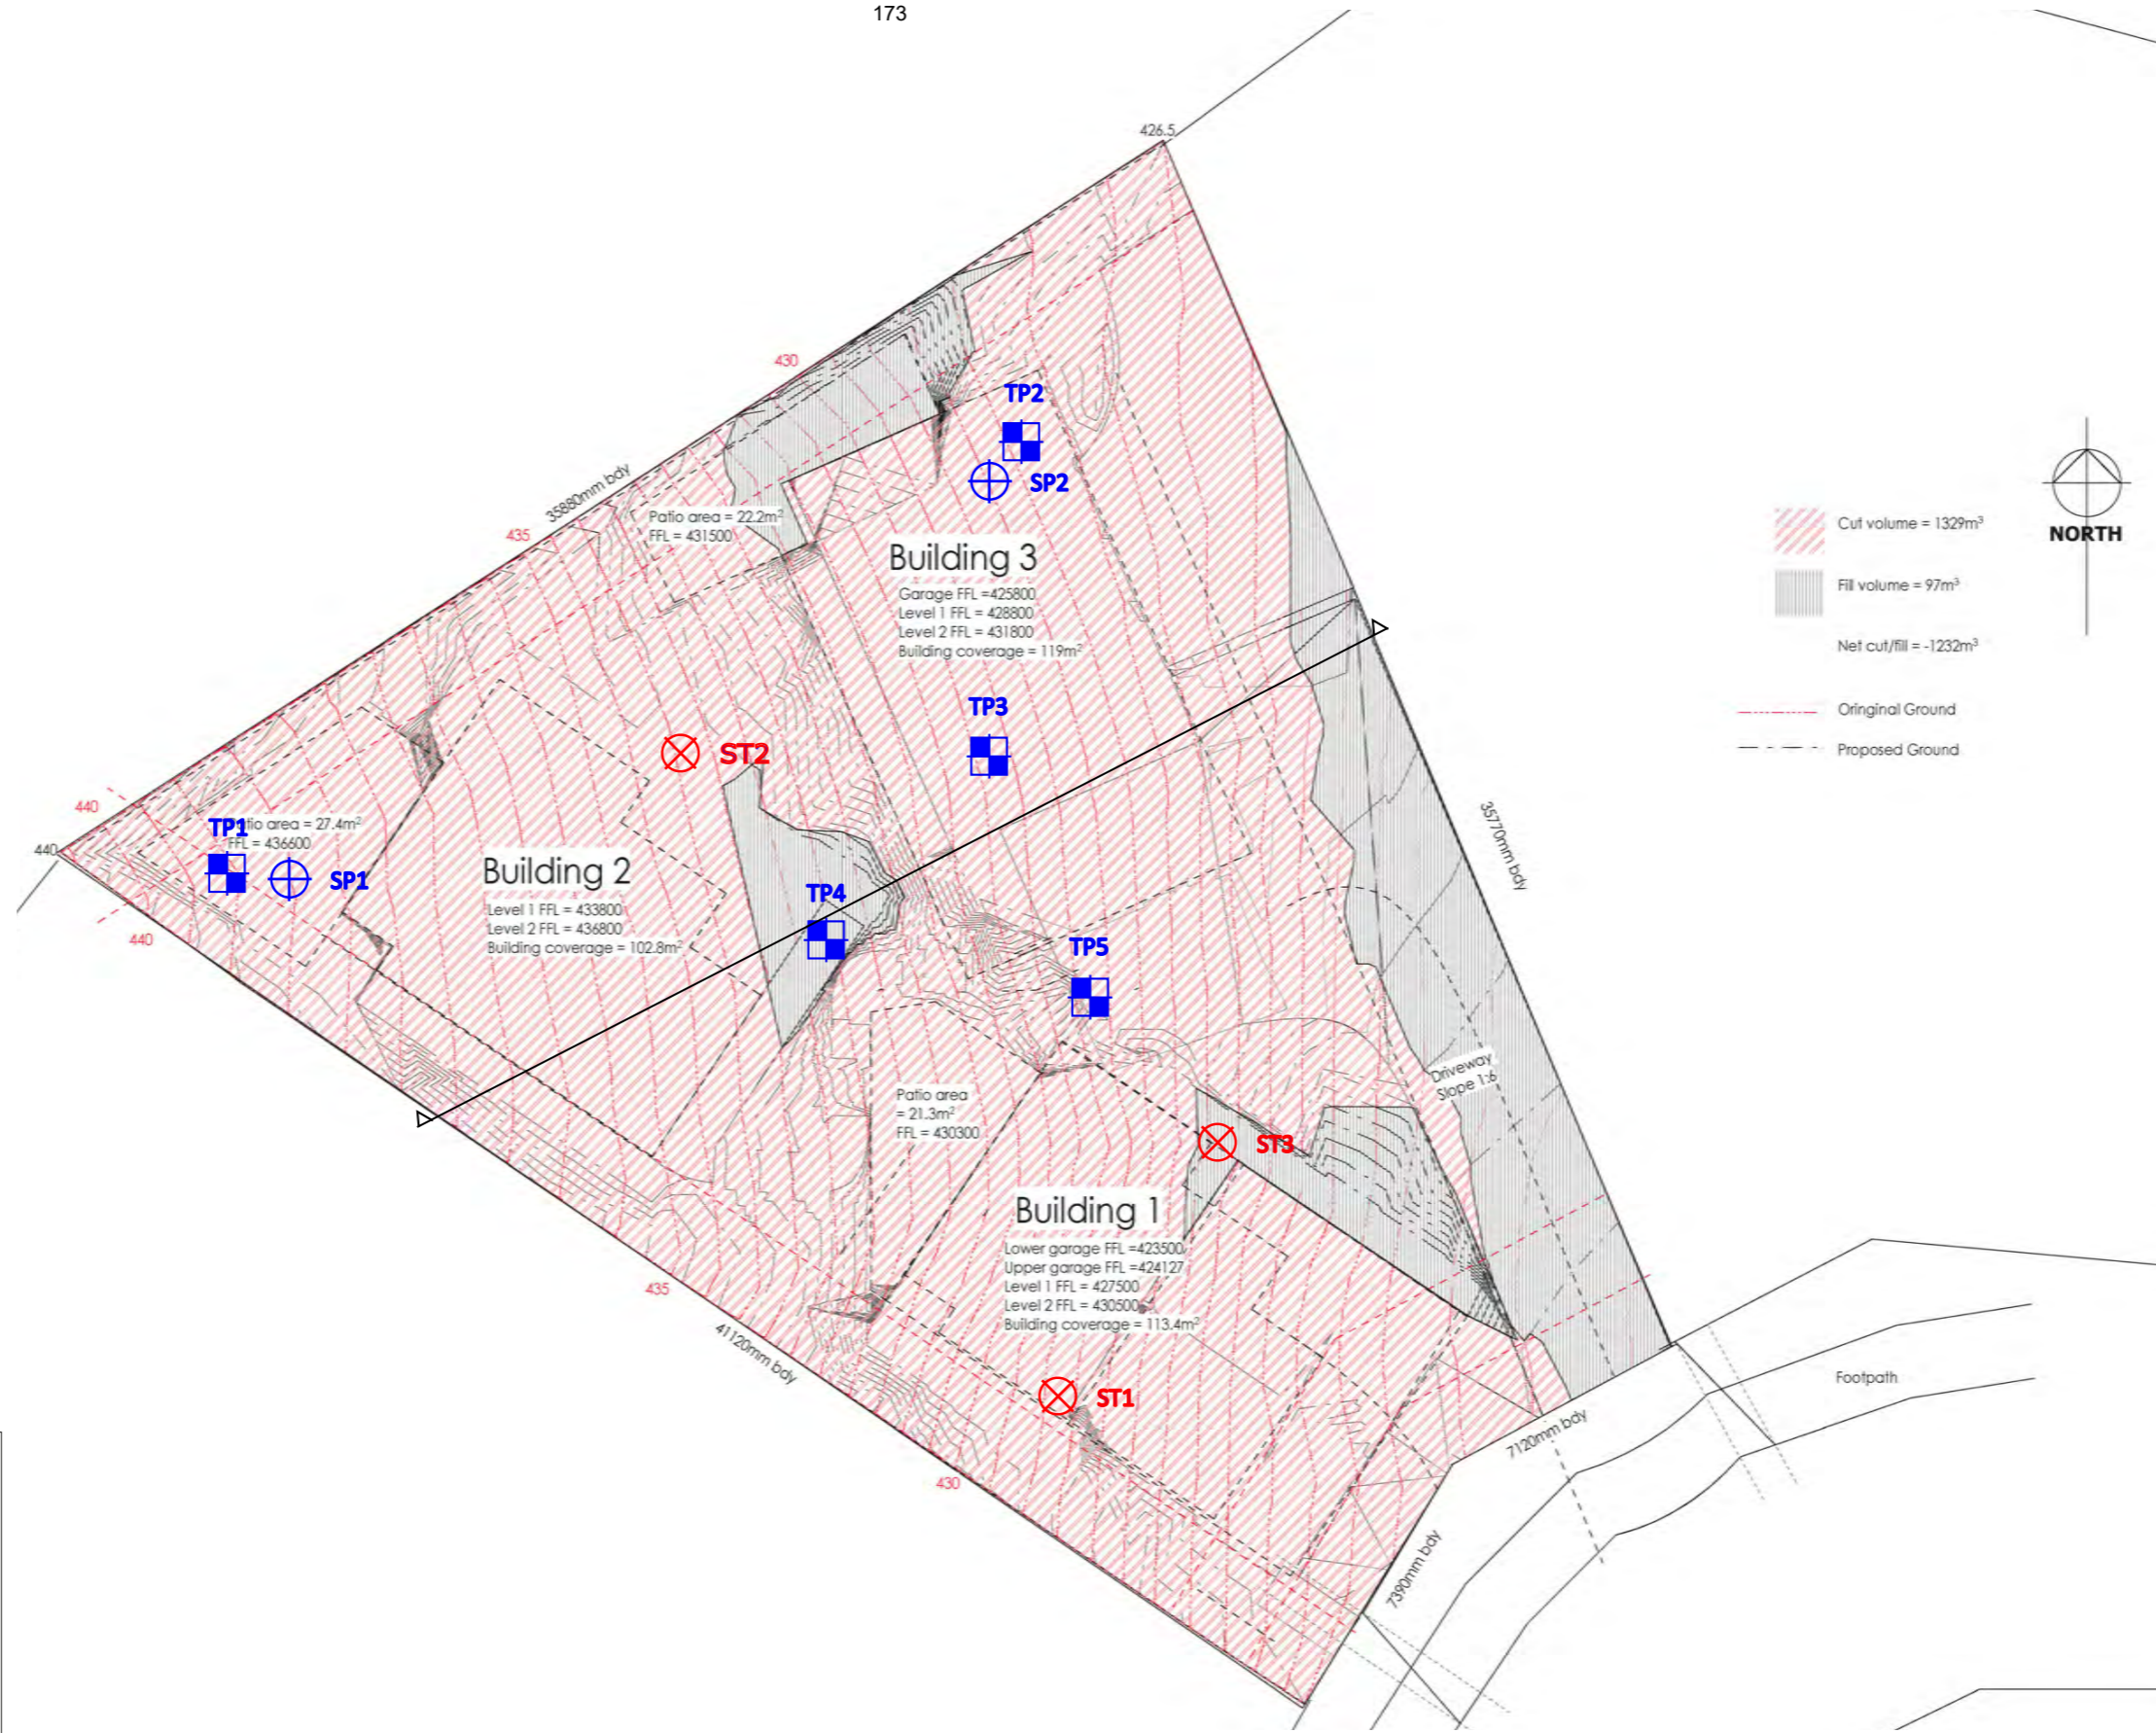 173
426.5
430
TP2
SP2
35880mm bdy
435
Patio area = 22.2m²
FFL = 431500
Building 3
Garage FFL =425800
Level 1 FFL = 428800
Level 2 FFL = 431800
Building coverage = 119m²
Cut volume = 1329m³
Fill volume = 97m³
Net cut/fill = -1232m³
Oringinal Ground
Proposed Ground
NORTH
TP3
ST2
440
440
TP1
tio area = 27.4m²
FFL = 436600
SP1
440
Building 2
Level 1 FFL = 433800
Level 2 FFL = 436800
Building coverage = 102.8m²
TP4
TP5
35770mm bdy
Driveway
Slope 1:6
Patio area
= 21.3m²
FFL = 430300
ST3
Building 1
Lower garage FFL =423500
Upper garage FFL =424127
Level 1 FFL = 427500
Level 2 FFL = 430500
Building coverage = 113.4m²
435
41120mm bdy
ST1
430
7120mm bdy
7390mm bdy
Footpath